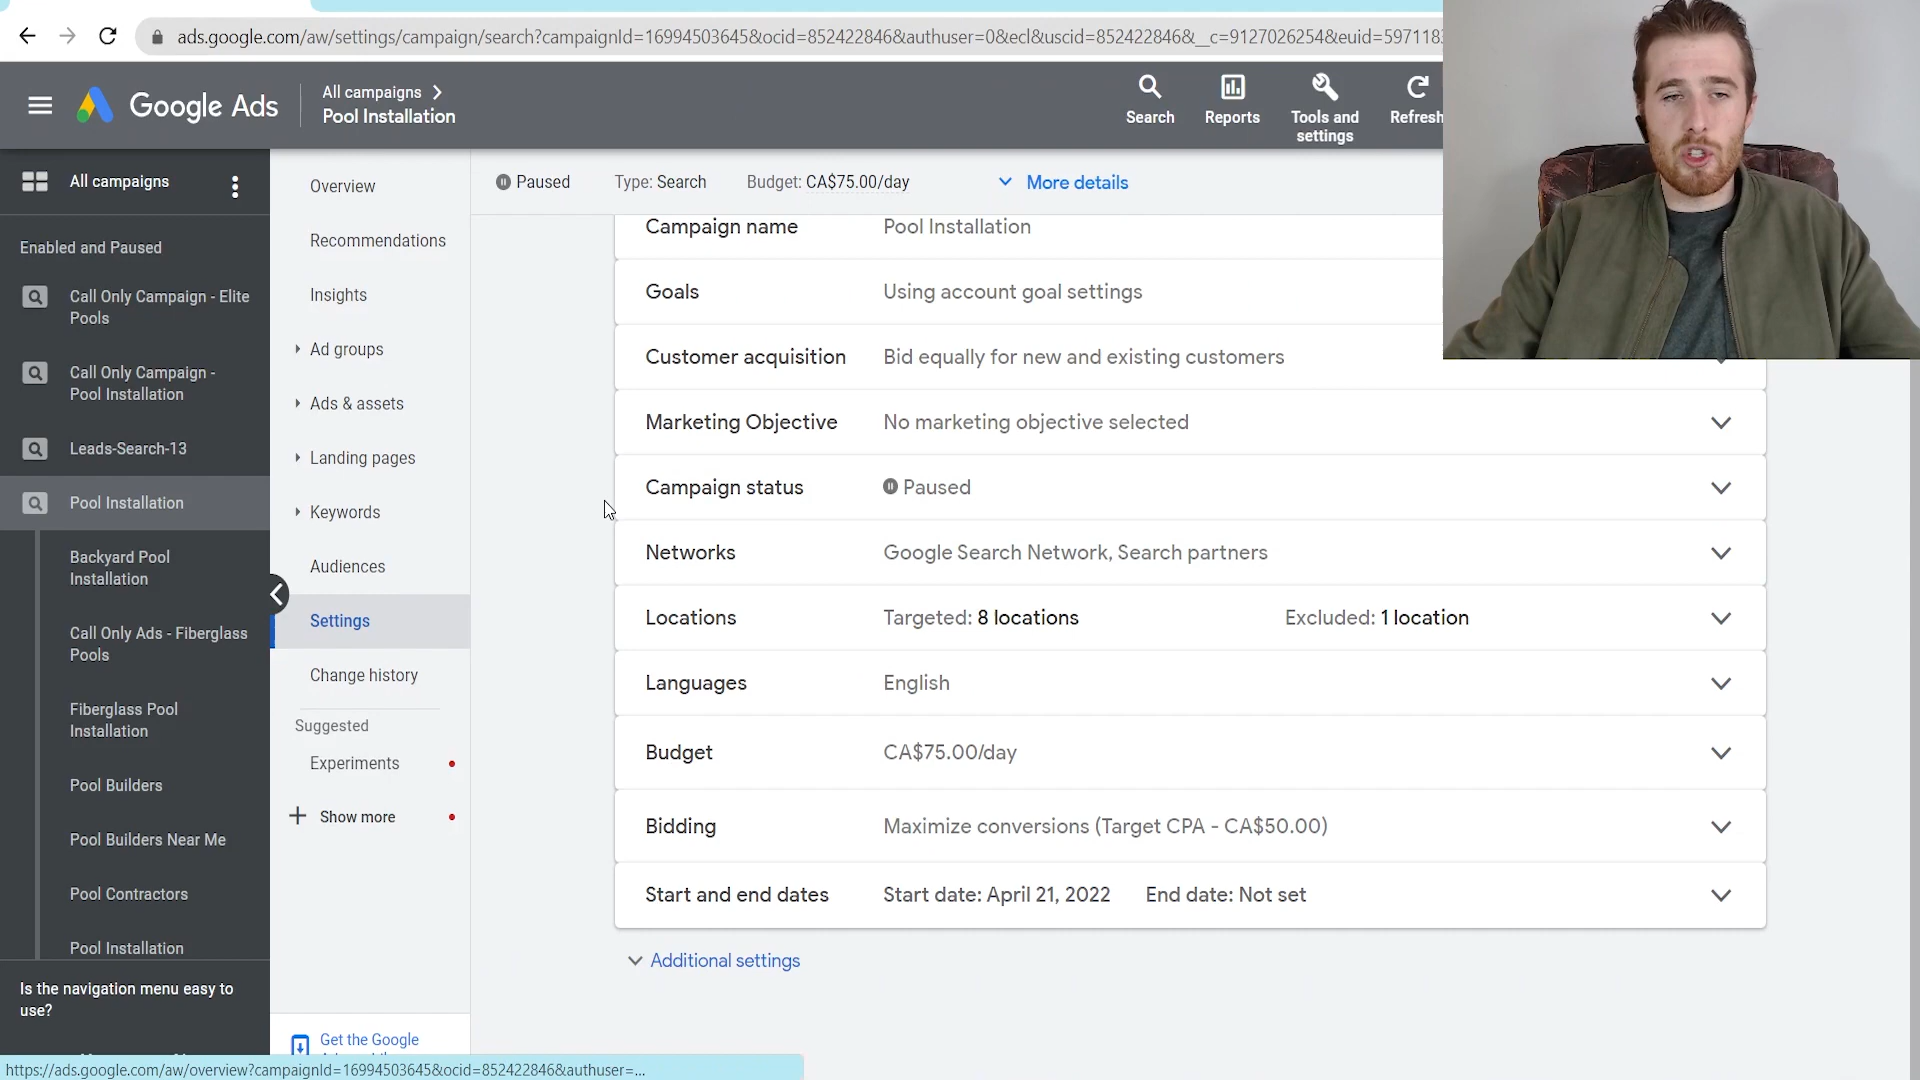 ads.google.com/aw/settings/campaign/search?campaignId=16994503645&ocid=852422846&authuser=0&ecl&uscid=852422846&__c=9127026254&euid=597118
Google Ads
All campaigns
Pool Installation
Search
Reports
Tools and
settings
Refresh
All campaigns
Enabled and Paused
Call Only Campaign - Elite
Pools
Call Only Campaign -
Pool Installation
Leads-Search-13
Pool Installation
Backyard Pool
Installation
Call Only Ads - Fiberglass
Pools
Fiberglass Pool
Installation
Pool Builders
Pool Builders Near Me
Pool Contractors
Pool Installation
Is the navigation menu easy to
use?
Overview
Recommendations
Insights
Ad groups
Ads & assets
Landing pages
Keywords
Audiences
Settings
Change history
Suggested
Experiments
Show more
Get the Google
Paused
Type: Search
Budget: CA$75.00/day
More details
Campaign name Pool Installation
Goals Using account goal settings
Customer acquisition Bid equally for new and existing customers
Marketing Objective No marketing objective selected
Campaign status Paused
Networks Google Search Network, Search partners
Locations Targeted: 8 locations Excluded: 1 location
Languages English
Budget CA$75.00/day
Bidding Maximize conversions (Target CPA - CA$50.00)
Start and end dates Start date: April 21, 2022 End date: Not set
Additional settings
https://ads.google.com/aw/overview?campaignId=16994503645&ocid=852422846&authuser=...